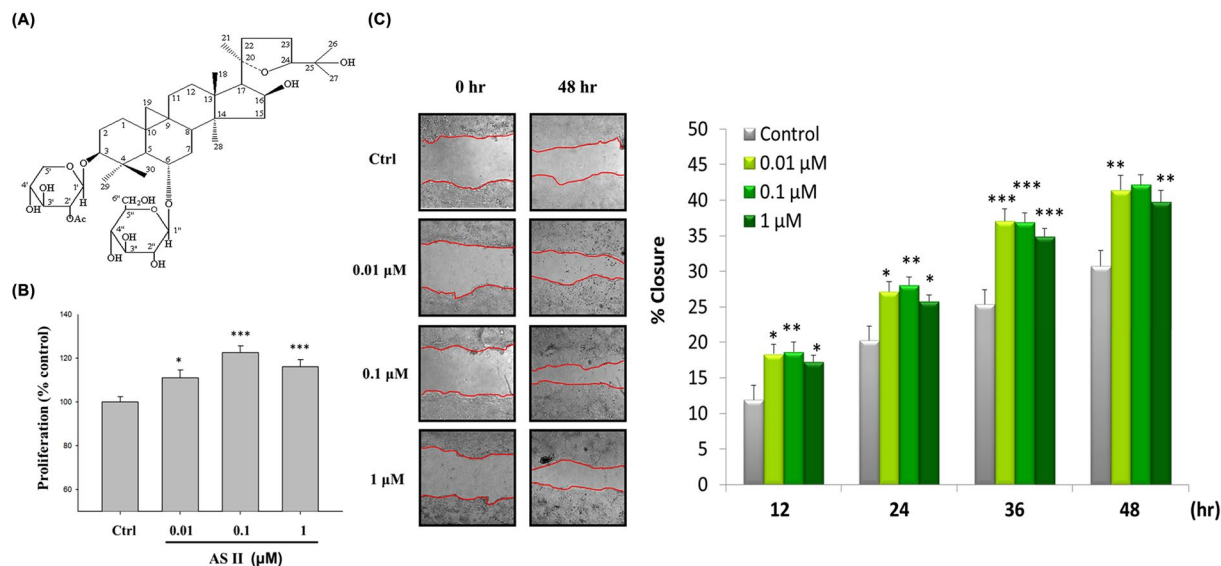 (A)
21
22
23
26
20
24
25
OH
O
27
18
17
12
13
16
OH
11
19
14
15
1
9
2
10
8
28
3
5
7
4
6
O
29
30
5'
O
4'
OH
1'
H
OH
3'
2'
OAc
O
6''
CH2OH
5''
O
1''
4''
OH
H
OH
3''
2''
OH
(B)
Proliferation (% control)
140
120
100
80
60
*
***
***
Ctrl
0.01
0.1
1
AS II (µM)
(C)
0 hr
48 hr
Ctrl
0.01 µM
0.1 µM
1 µM
% Closure
50
45
40
35
30
25
20
15
10
5
0
Control
0.01 µM
0.1 µM
1 µM
*
**
*
*
**
*
***
***
***
**
**
12
24
36
48
(hr)